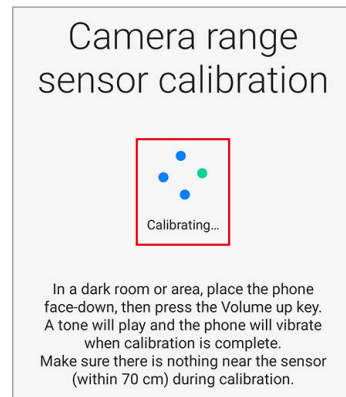 Camera range
sensor calibration
Calibrating...
In a dark room or area, place the phone
face-down, then press the Volume up key.
A tone will play and the phone will vibrate
when calibration is complete.
Make sure there is nothing near the sensor
(within 70 cm) during calibration.